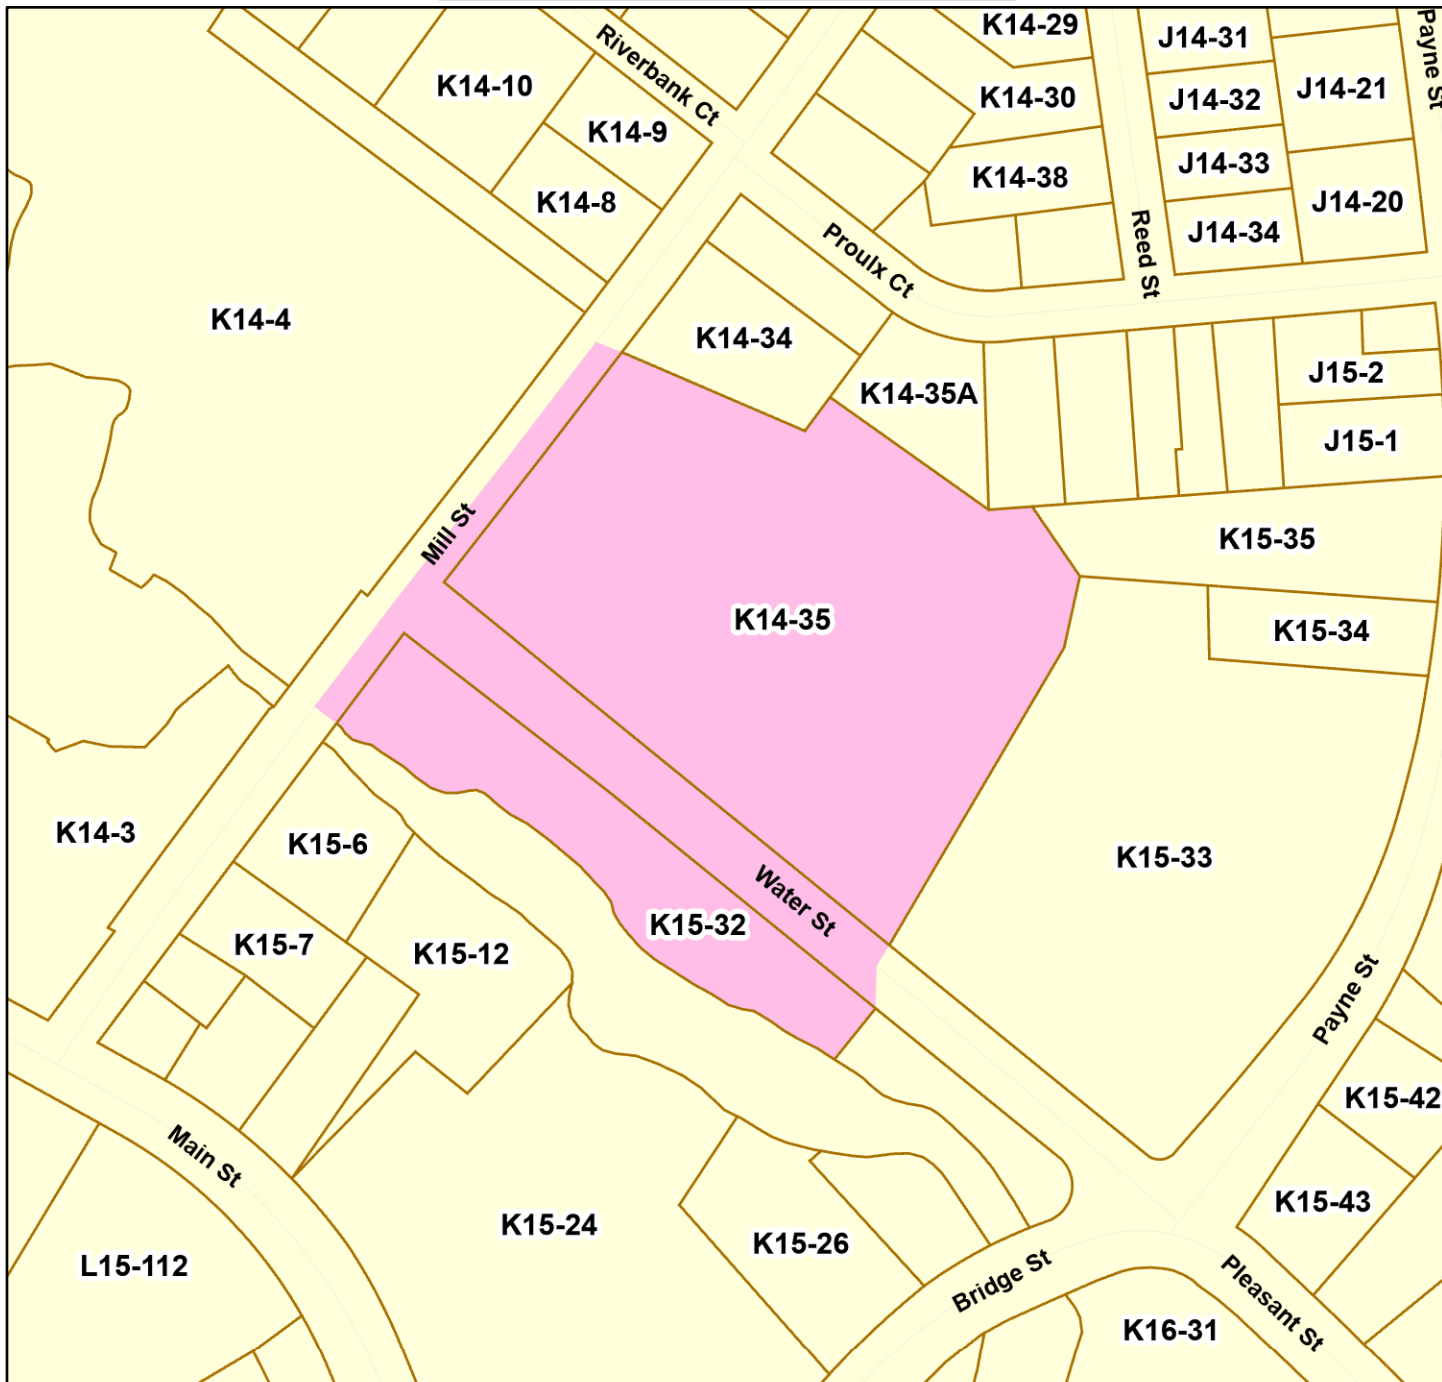 K14-29
J14-31
Payne St
Riverbank Ct
K14-10
K14-30
J14-32
J14-21
K14-9
J14-33
K14-38
K14-8
J14-20
J14-34
Reed St
Proulx Ct
K14-4
K14-34
J15-2
K14-35A
J15-1
Mill St
K15-35
K14-35
K15-34
K14-3
K15-6
K15-33
Water St
K15-32
K15-7
K15-12
Payne St
K15-42
Main St
K15-43
K15-24
K15-26
L15-112
Bridge St
Pleasant St
K16-31